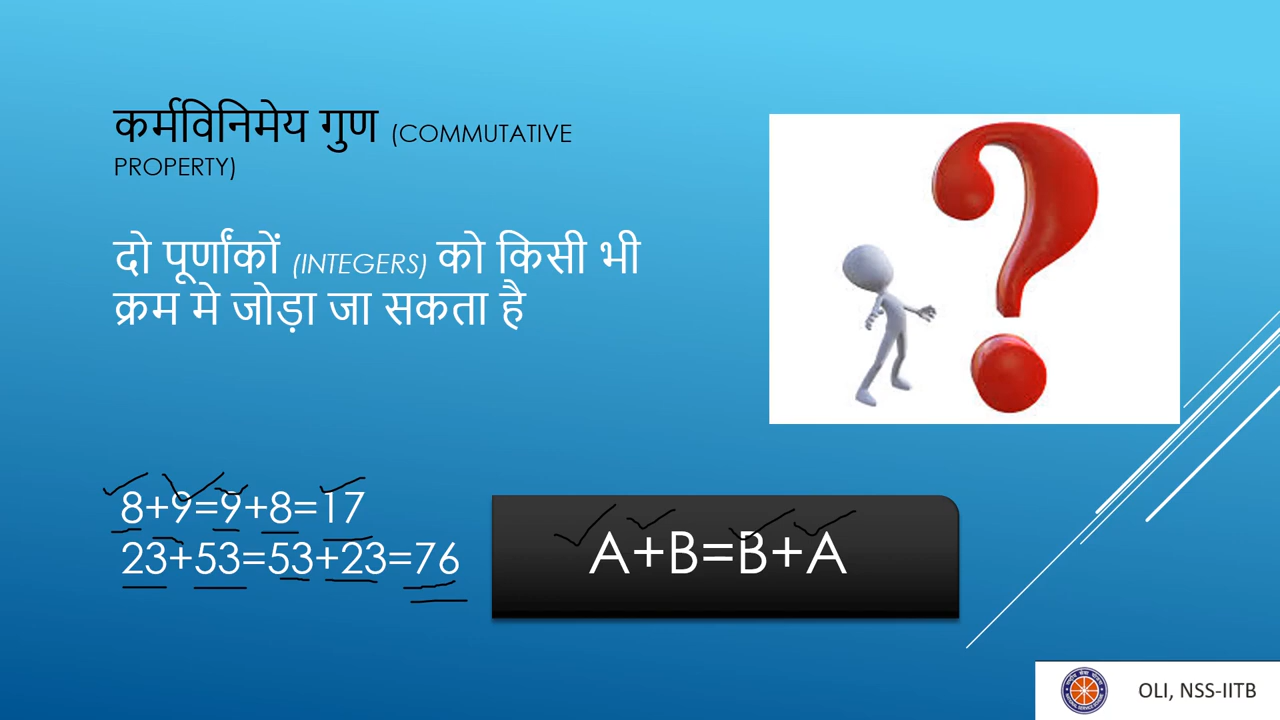 कर्मविनिमेय गुण (COMMUTATIVE
PROPERTY)
दो पूर्णांकों (INTEGERS) को किसी भी
क्रम मे जोड़ा जा सकता है
8+9=9+8=17
23+53=53+23=76
A+B=B+A
OLI, NSS-IITB